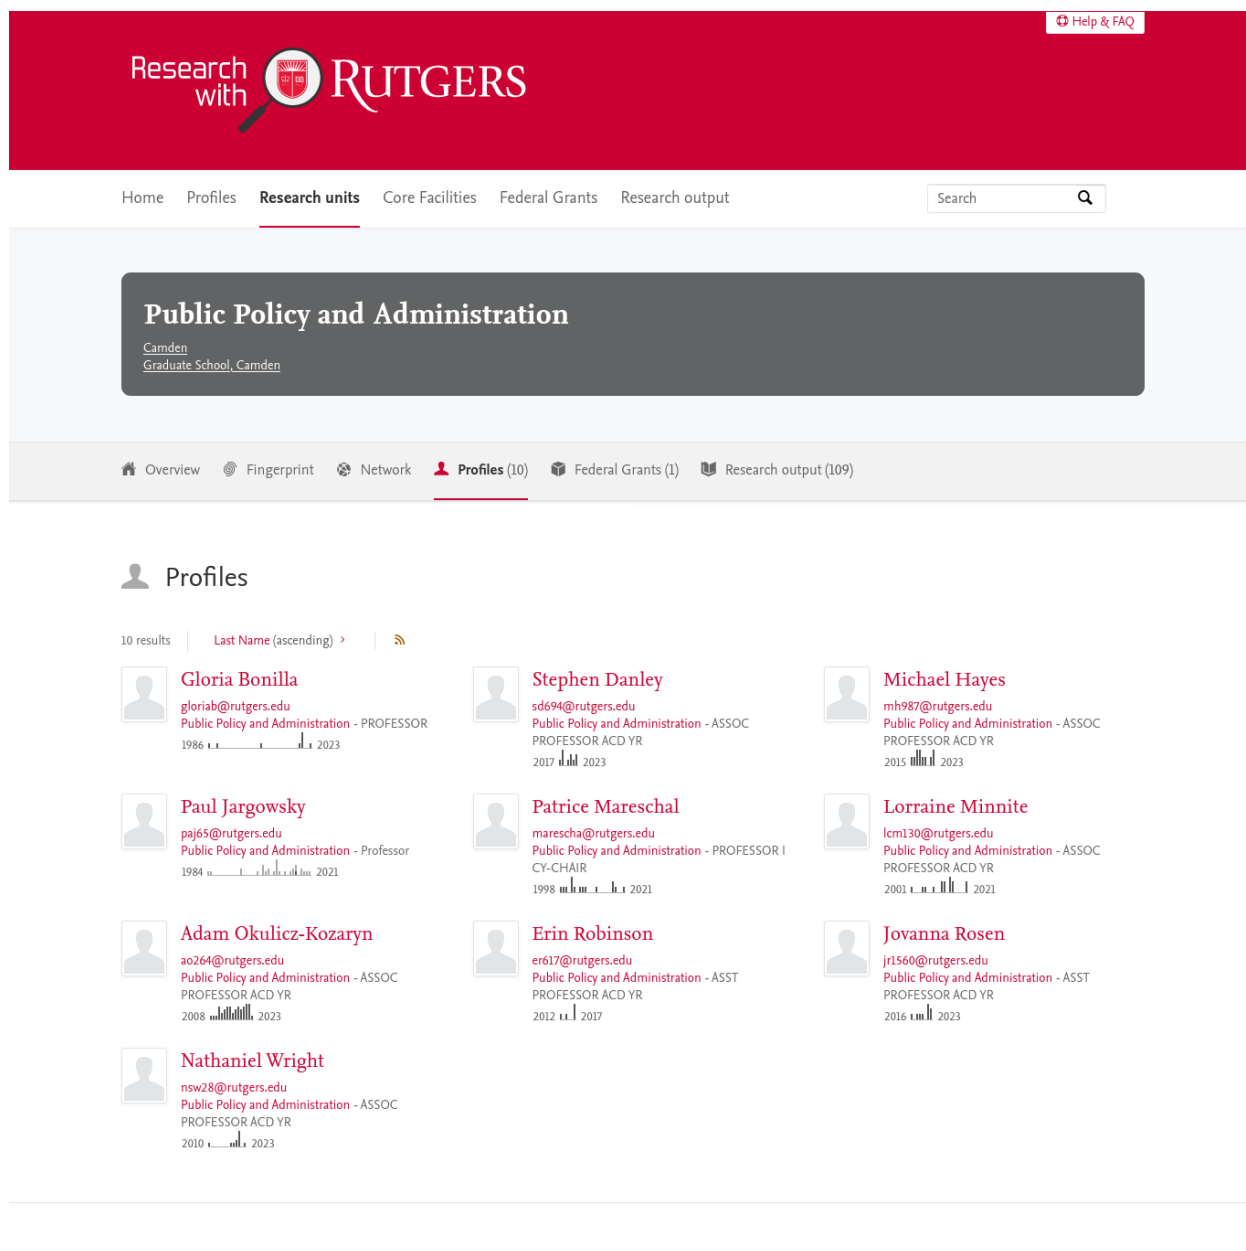 Help & FAQ
Research
with
RUTGERS
Home Profiles Research units Core Facilities Federal Grants Research output
Search
Public Policy and Administration
Camden
Graduate School, Camden
Overview Fingerprint Network Profiles (10) Federal Grants (1) Research output (109)
Profiles
10 results Last Name (ascending)
Gloria Bonilla
gloriab@rutgers.edu
Public Policy and Administration - PROFESSOR
1986 2023
Stephen Danley
sd694@rutgers.edu
Public Policy and Administration - ASSOC
PROFESSOR ACD YR
2017 2023
Michael Hayes
mh987@rutgers.edu
Public Policy and Administration - ASSOC
PROFESSOR ACD YR
2015 2023
Paul Jargowsky
paj65@rutgers.edu
Public Policy and Administration - Professor
1984 2021
Patrice Mareschal
marescha@rutgers.edu
Public Policy and Administration - PROFESSOR I
CY-CHAIR
1998 2021
Lorraine Minnite
lcm130@rutgers.edu
Public Policy and Administration - ASSOC
PROFESSOR ACD YR
2001 2021
Adam Okulicz-Kozaryn
ao264@rutgers.edu
Public Policy and Administration - ASSOC
PROFESSOR ACD YR
2008 2023
Erin Robinson
er617@rutgers.edu
Public Policy and Administration - ASST
PROFESSOR ACD YR
2012 2017
Jovanna Rosen
jr1560@rutgers.edu
Public Policy and Administration - ASST
PROFESSOR ACD YR
2016 2023
Nathaniel Wright
nsw28@rutgers.edu
Public Policy and Administration - ASSOC
PROFESSOR ACD YR
2010 2023